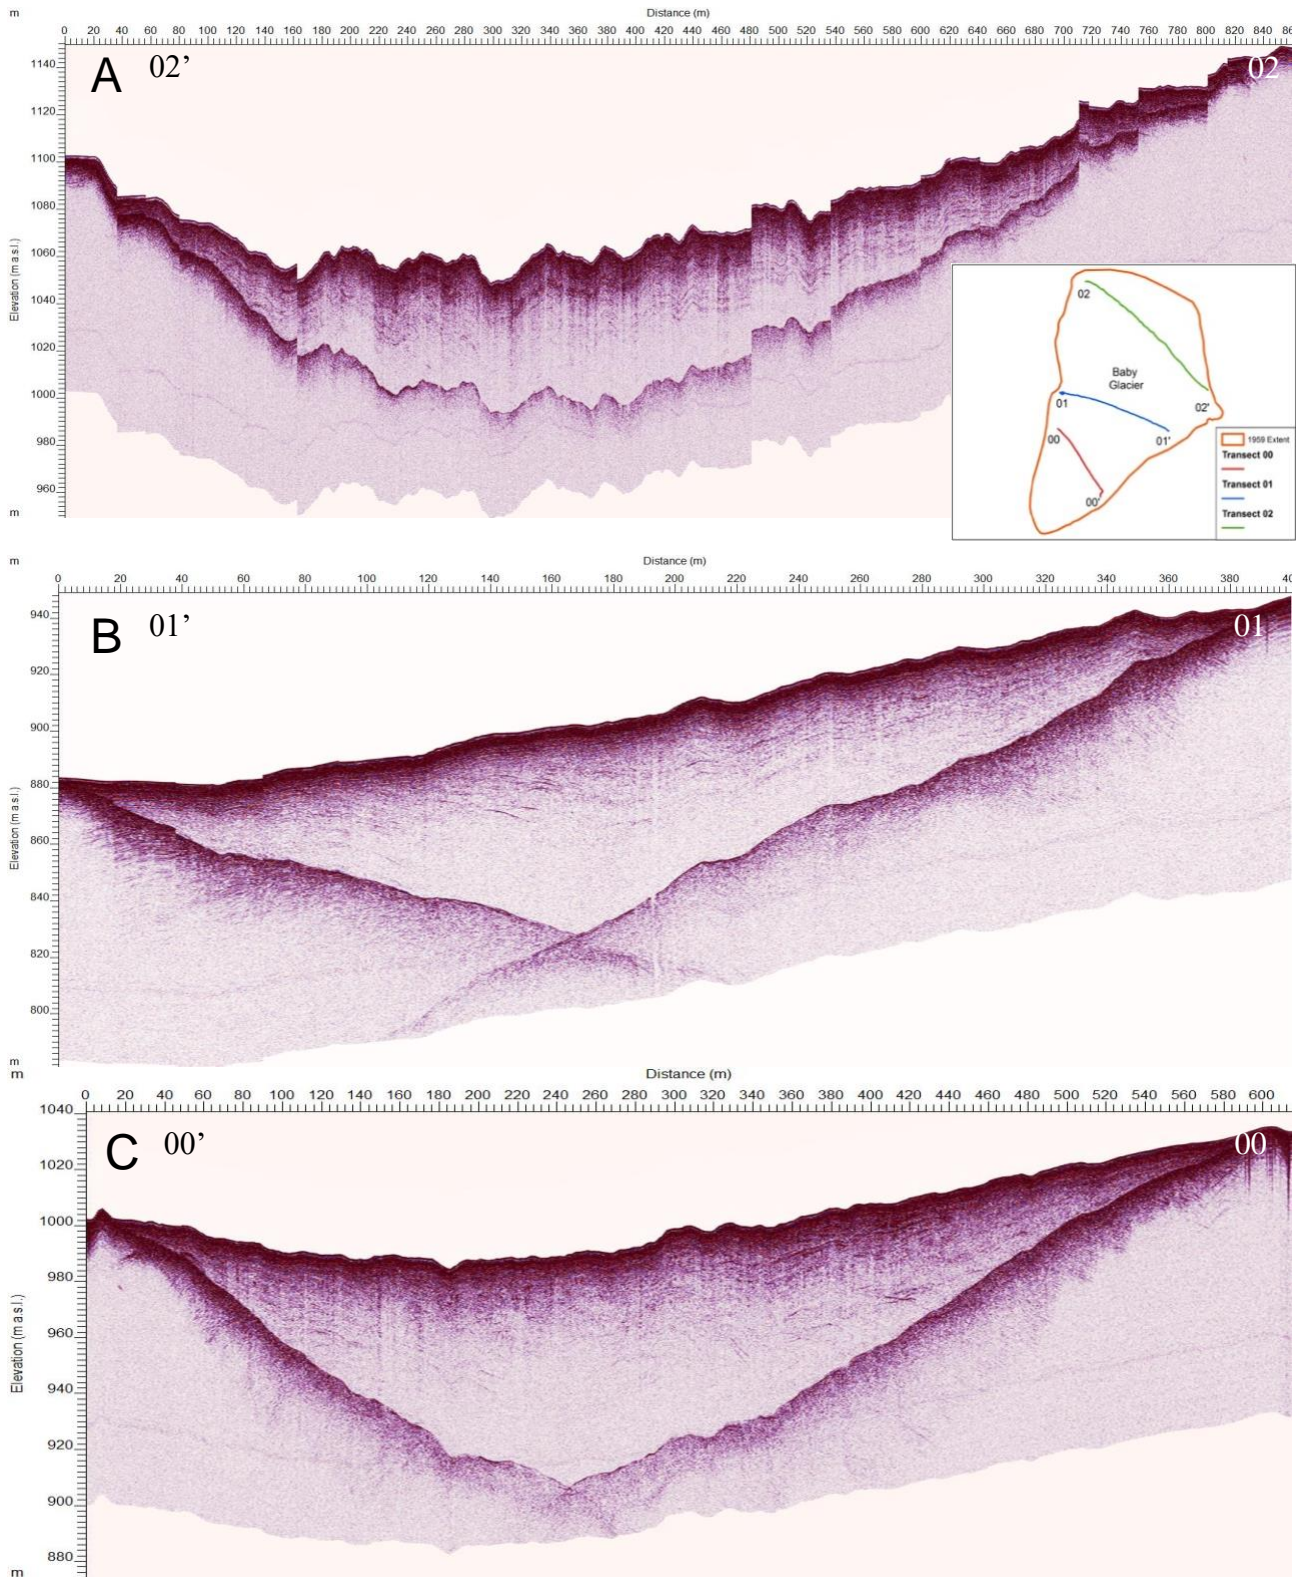 m
Distance (m)
0 20 40 60 80 100 120 140 160 180 200 220 240 260 280 300 320 340 360 380 400 420 440 460 480 500 520 540 560 580 600 620 640 660 680 700 720 740 760 780 800 820 840 86
A 02’ 02
1140
1120
1100
1080
1060
1040
1020
1000
980
960
Elevation (m a.s.l.)
m
02
Baby
Glacier
01
02'
00
01'
00'
1959 Extent
Transect 00
Transect 01
Transect 02
m
Distance (m)
0 20 40 60 80 100 120 140 160 180 200 220 240 260 280 300 320 340 360 380 40
B 01’ 01
940
920
900
880
860
840
820
800
Elevation (m a.s.l.)
m
m
Distance (m)
0 20 40 60 80 100 120 140 160 180 200 220 240 260 280 300 320 340 360 380 400 420 440 460 480 500 520 540 560 580 600
C 00’ 00
1040
1020
1000
980
960
940
920
900
880
Elevation (m a.s.l.)
m